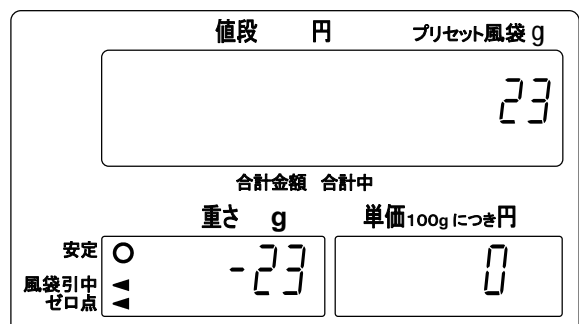 値段 円 プリセット風袋 g
23
合計金額 合計中
重さ g 単価100gにつき円
安定 -23 0
風袋引中
ゼロ点